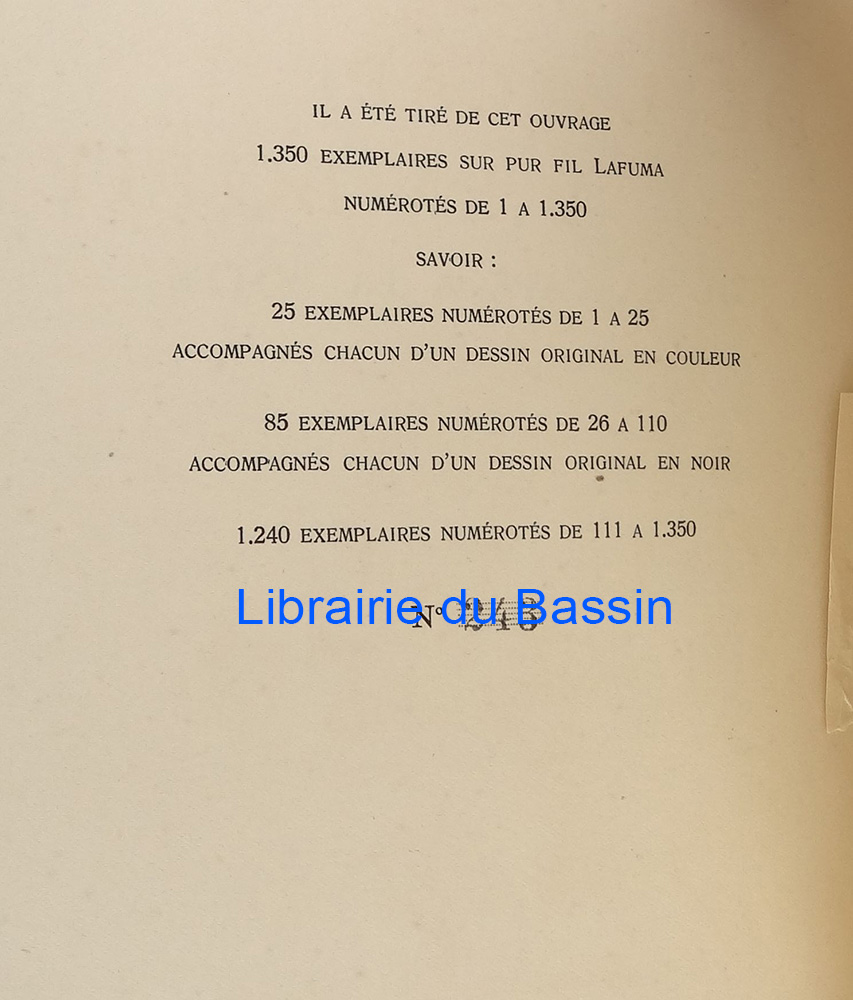 IL A ÉTÉ TIRÉ DE CET OUVRAGE
1.350 EXEMPLAIRES SUR PUR FIL LAFUMA
NUMÉROTÉS DE 1 A 1.350
SAVOIR :
25 EXEMPLAIRES NUMÉROTÉS DE 1 A 25
ACCOMPAGNÉS CHACUN D'UN DESSIN ORIGINAL EN COULEUR
85 EXEMPLAIRES NUMÉROTÉS DE 26 A 110
ACCOMPAGNÉS CHACUN D'UN DESSIN ORIGINAL EN NOIR
1.240 EXEMPLAIRES NUMÉROTÉS DE 111 A 1.350
Librairie du Bassin
N°